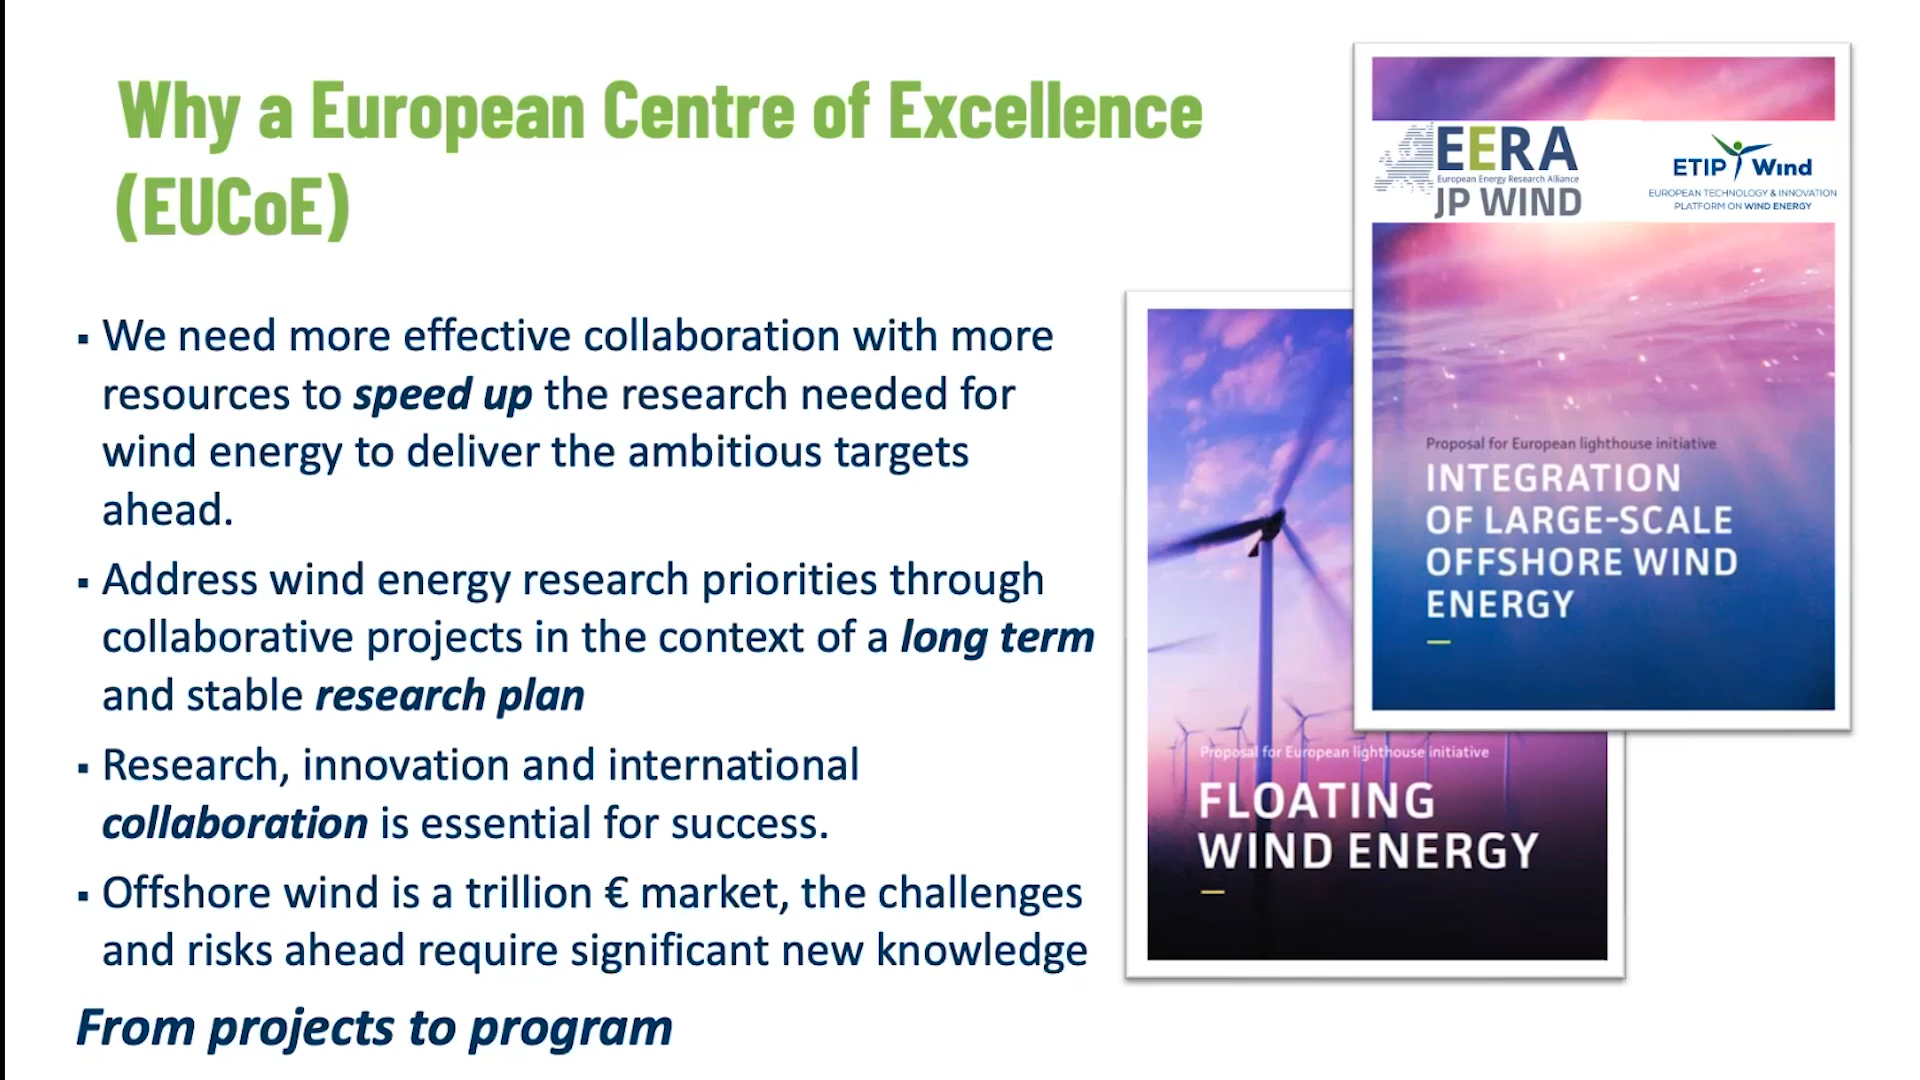 Why a European Centre of Excellence
(EUCoE)
▪ We need more effective collaboration with more
resources to speed up the research needed for
wind energy to deliver the ambitious targets
ahead.
▪ Address wind energy research priorities through
collaborative projects in the context of a long term
and stable research plan
▪ Research, innovation and international
collaboration is essential for success.
▪ Offshore wind is a trillion € market, the challenges
and risks ahead require significant new knowledge
From projects to program
EERA
European Energy Research Alliance
JP WIND
ETIP Wind
EUROPEAN TECHNOLOGY & INNOVATION
PLATFORM ON WIND ENERGY
Proposal for European lighthouse initiative
INTEGRATION
OF LARGE-SCALE
OFFSHORE WIND
ENERGY
Proposal for European lighthouse initiative
FLOATING
WIND ENERGY